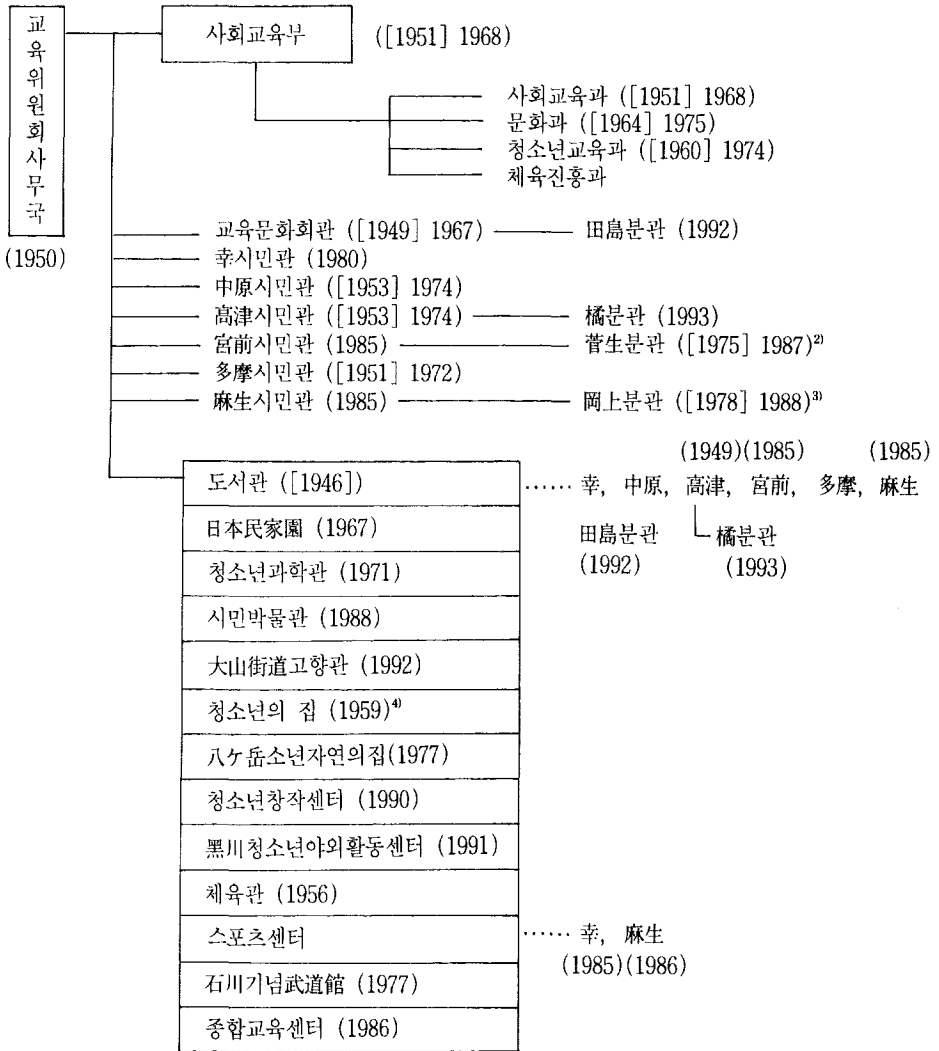 교육위원회사무국
(1950)
사회교육부 ([1951] 1968)
사회교육과 ([1951] 1968)
문화과 ([1964] 1975)
청소년교육과 ([1960] 1974)
체육진흥과
교육문화회관 ([1949] 1967) 田島분관 (1992)
幸시민관 (1980)
中原시민관 ([1953] 1974)
高津시민관 ([1953] 1974) 橘분관 (1993)
宮前시민관 (1985) 菅生분관 ([1975] 1987)²⁾
多摩시민관 ([1951] 1972)
麻生시민관 (1985) 岡上분관 ([1978] 1988)³⁾
(1949)(1985) (1985)
도서관 ([1946]) …… 幸, 中原, 高津, 宮前, 多摩, 麻生
田島분관 橘분관
(1992) (1993)
日本民家園 (1967)
청소년과학관 (1971)
시민박물관 (1988)
大山街道고향관 (1992)
청소년의 집 (1959)⁴⁾
八ケ岳소년자연의집(1977)
청소년창작센터 (1990)
黑川청소년야외활동센터 (1991)
체육관 (1956)
스포츠센터 …… 幸, 麻生
(1985)(1986)
石川기념武道館 (1977)
종합교육센터 (1986)